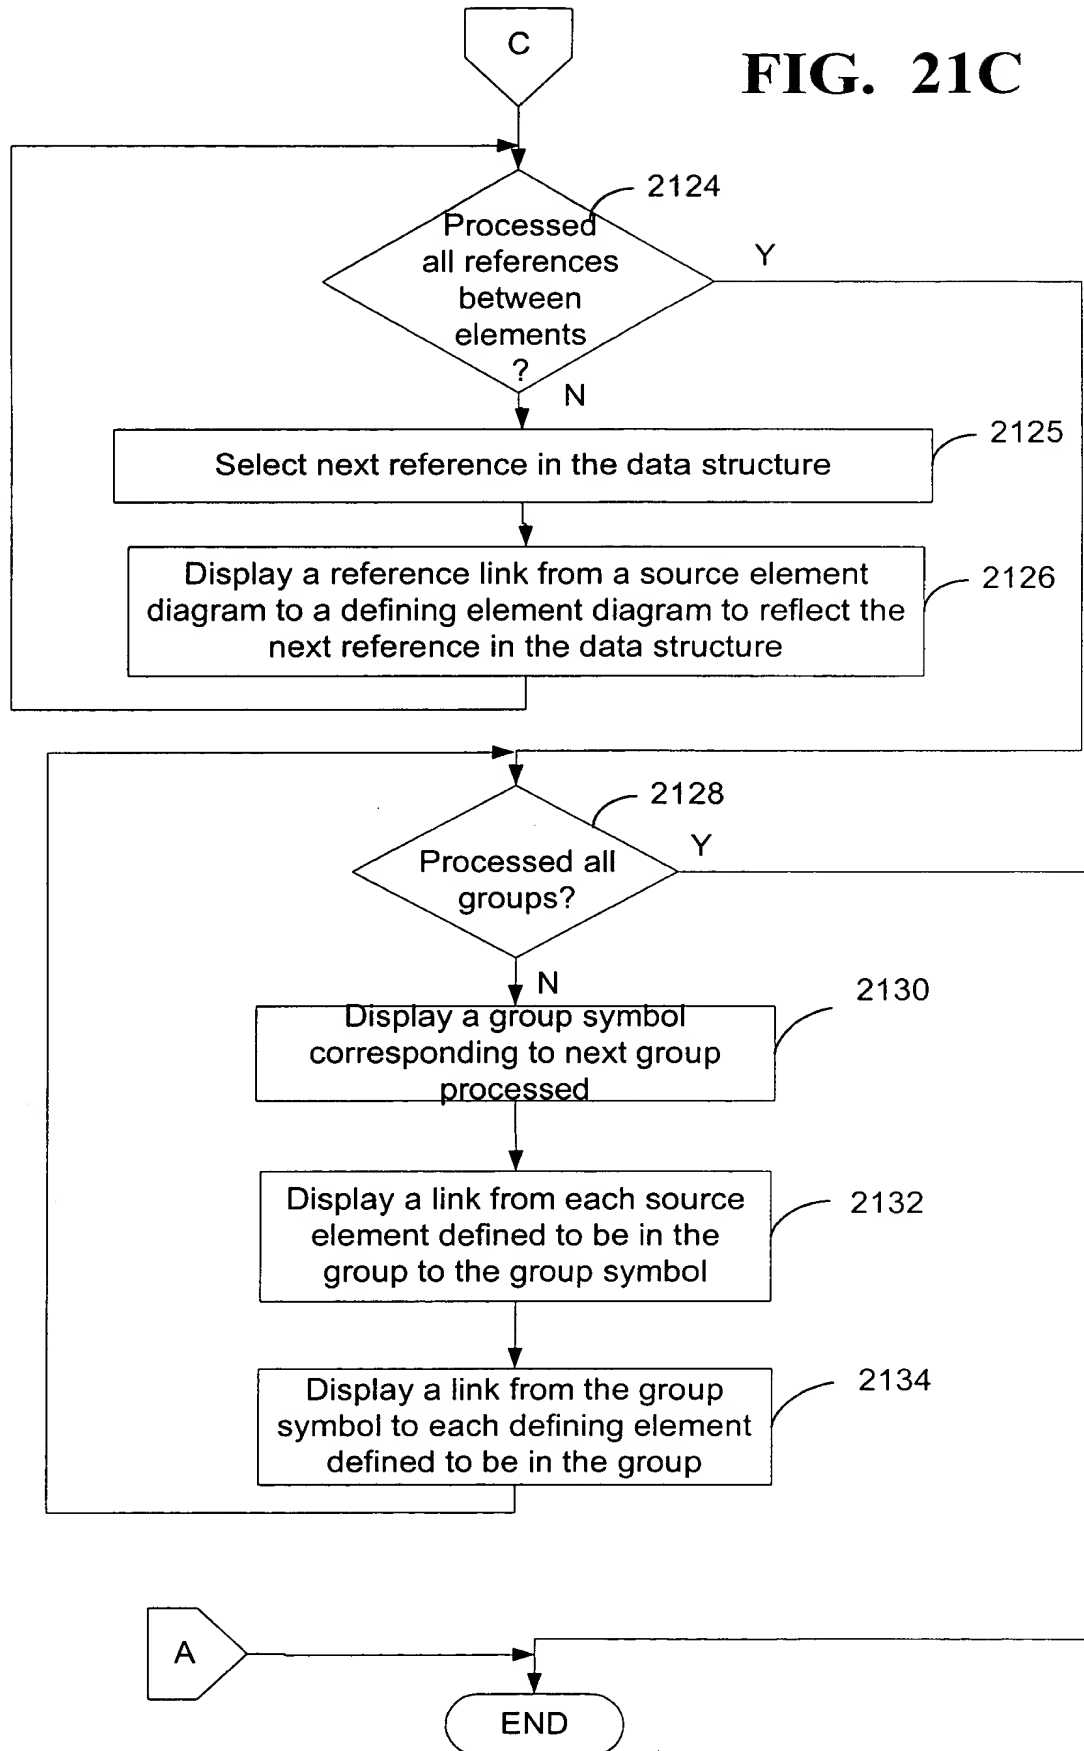 C
FIG. 21C
2124
Processed
all references
between
elements
?
Y
N
2125
Select next reference in the data structure
2126
Display a reference link from a source element
diagram to a defining element diagram to reflect the
next reference in the data structure
2128
Processed all
groups?
Y
N
2130
Display a group symbol
corresponding to next group
processed
2132
Display a link from each source
element defined to be in the
group to the group symbol
2134
Display a link from the group
symbol to each defining element
defined to be in the group
A
END